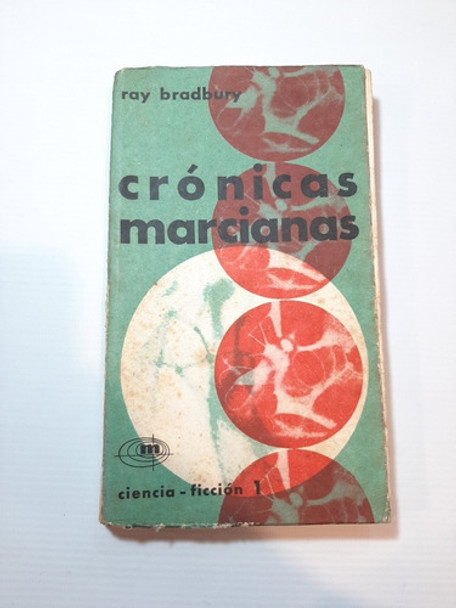 ray bradbury
crónicas
marcianas
m
ciencia-ficción 1